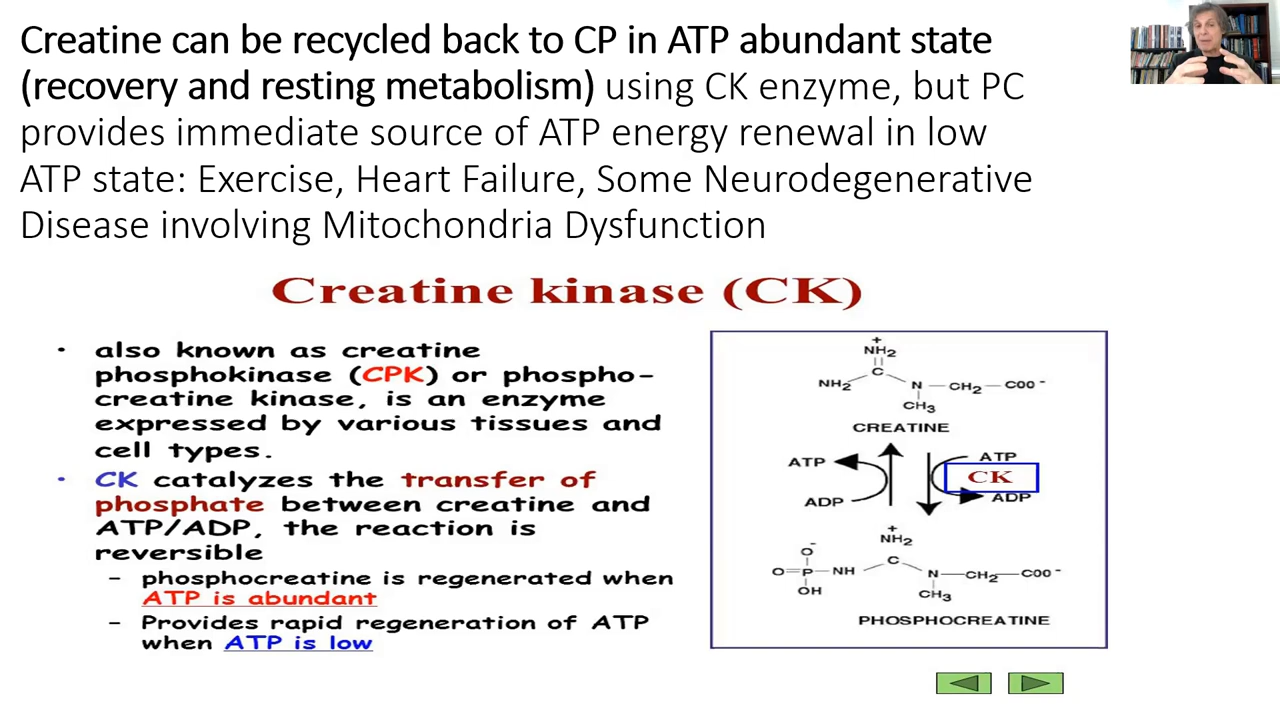 Creatine can be recycled back to CP in ATP abundant state
(recovery and resting metabolism) using CK enzyme, but PC
provides immediate source of ATP energy renewal in low
ATP state: Exercise, Heart Failure, Some Neurodegenerative
Disease involving Mitochondria Dysfunction
Creatine kinase (CK)
• also known as creatine
phosphokinase (CPK) or phospho-
creatine kinase, is an enzyme
expressed by various tissues and
cell types.
• CK catalyzes the transfer of
phosphate between creatine and
ATP/ADP, the reaction is
reversible
– phosphocreatine is regenerated when
ATP is abundant
– Provides rapid regeneration of ATP
when ATP is low
+
NH2
C
NH2 N — CH2 — COO-
CH3
CREATINE
ATP ATP
CK
ADP ADP
+
NH2
O-
C
O=P—NH N—CH2—COO-
OH CH3
PHOSPHOCREATINE